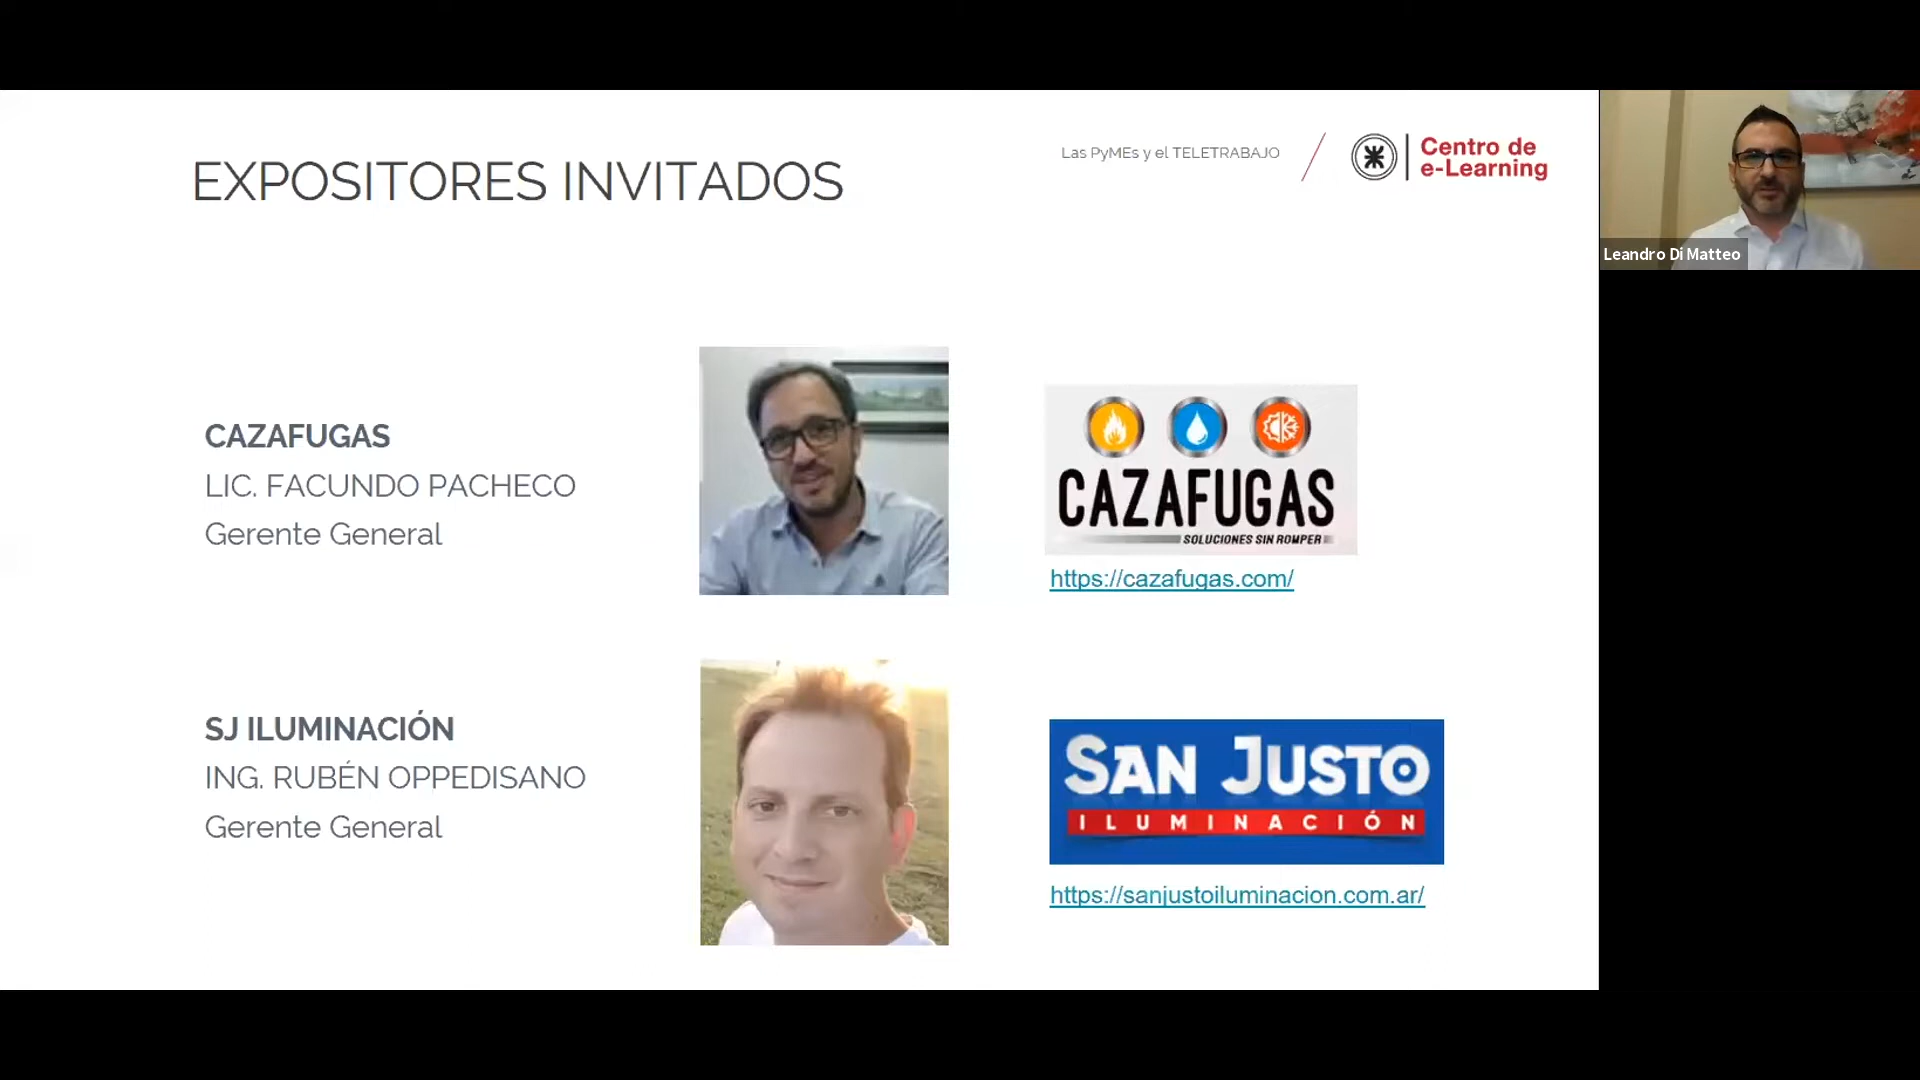 EXPOSITORES INVITADOS
Las PyMEs y el TELETRABAJO
Centro de
e-Learning
Leandro Di Matteo
CAZAFUGAS
LIC. FACUNDO PACHECO
Gerente General
CAZAFUGAS
SOLUCIONES SIN ROMPER
https://cazafugas.com/
SJ ILUMINACIÓN
ING. RUBÉN OPPEDISANO
Gerente General
SAN JUSTO
ILUMINACIÓN
https://sanjustoiluminacion.com.ar/